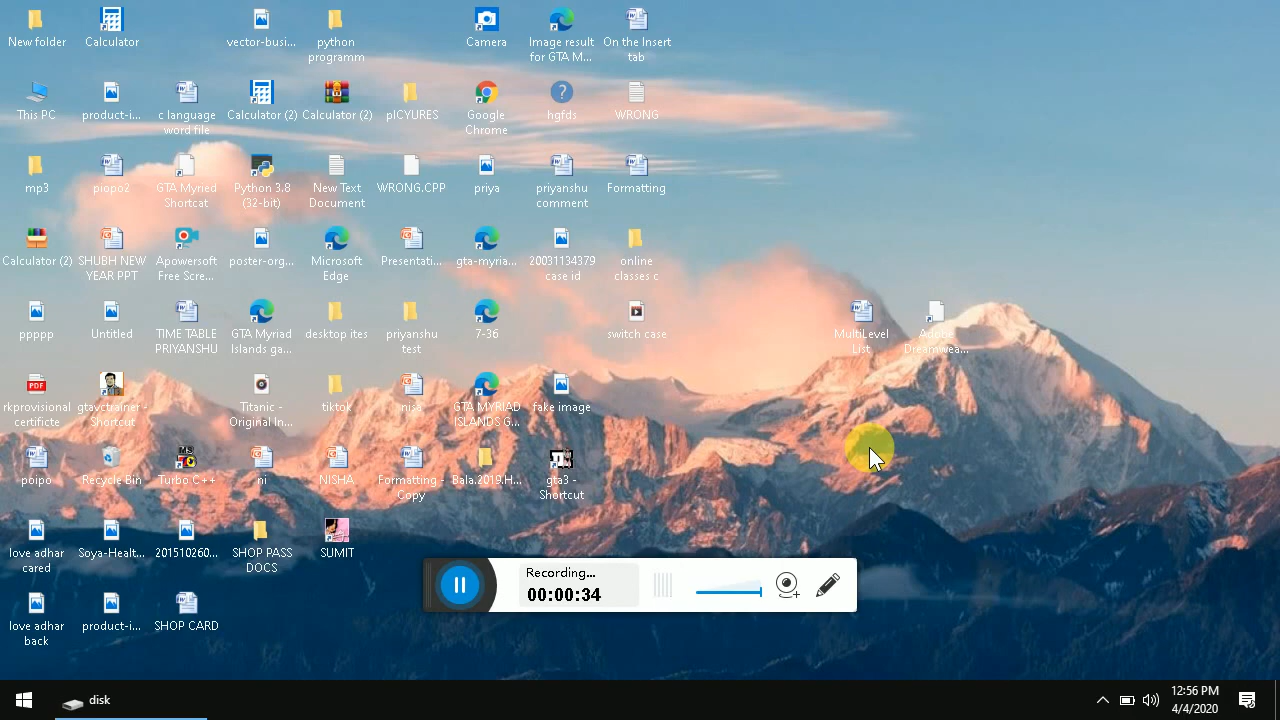 New folder
Calculator
vector-busi...
python
programm
Camera
Image result
for GTA M...
On the Insert
tab
This PC
product-i...
c language
word file
Calculator (2)
Calculator (2)
pICYURES
Google
Chrome
hgfds
WRONG
mp3
piopo2
GTA Myried
Shortcat
Python 3.8
(32-bit)
New Text
Document
WRONG.CPP
priya
priyanshu
comment
Formatting
Calculator (2)
SHUBH NEW
YEAR PPT
Apowersoft
Free Scre...
poster-org...
Microsoft
Edge
Presentati...
gta-myria...
20031134379
case id
online
classes c
ppppp
Untitled
TIME TABLE
PRIYANSHU
GTA Myriad
Islands ga...
desktop ites
priyanshu
test
7-36
switch case
MultiLevel
List
Adobe
Dreamwea...
PDF
rkprovisional
certificte
gtavctrainer -
Shortcut
Titanic -
Original In...
tiktok
nisa
GTA MYRIAD
ISLANDS G...
fake image
poipo
Recycle Bin
Turbo C++
ni
NISHA
Formatting -
Copy
Bala.2019.H...
gta3 -
Shortcut
love adhar
cared
Soya-Healt...
201510260...
SHOP PASS
DOCS
SUMIT
Recording...
00:00:34
love adhar
back
product-i...
SHOP CARD
disk
12:56 PM
4/4/2020